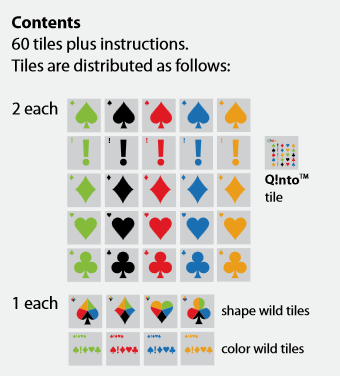 Contents
60 tiles plus instructions.
Tiles are distributed as follows:
2 each
! ! ! ! !
Q!nto™
tile
1 each
shape wild tiles
color wild tiles